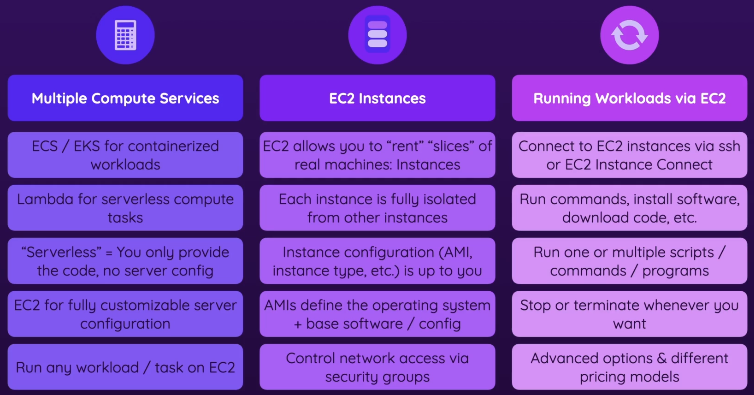 Multiple Compute Services
ECS / EKS for containerized
workloads
Lambda for serverless compute
tasks
“Serverless” = You only provide
the code, no server config
EC2 for fully customizable server
configuration
Run any workload / task on EC2
EC2 Instances
EC2 allows you to “rent” “slices” of
real machines: Instances
Each instance is fully isolated
from other instances
Instance configuration (AMI,
instance type, etc.) is up to you
AMIs define the operating system
+ base software / config
Control network access via
security groups
Running Workloads via EC2
Connect to EC2 instances via ssh
or EC2 Instance Connect
Run commands, install software,
download code, etc.
Run one or multiple scripts /
commands / programs
Stop or terminate whenever you
want
Advanced options & different
pricing models